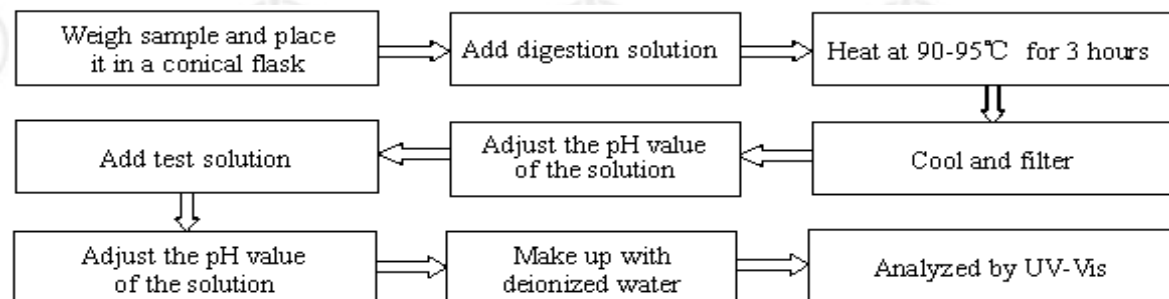 Weigh sample and place
it in a conical flask
Add digestion solution
Heat at 90-95℃ for 3 hours
Cool and filter
Adjust the pH value
of the solution
Add test solution
Adjust the pH value
of the solution
Make up with
deionized water
Analyzed by UV-Vis